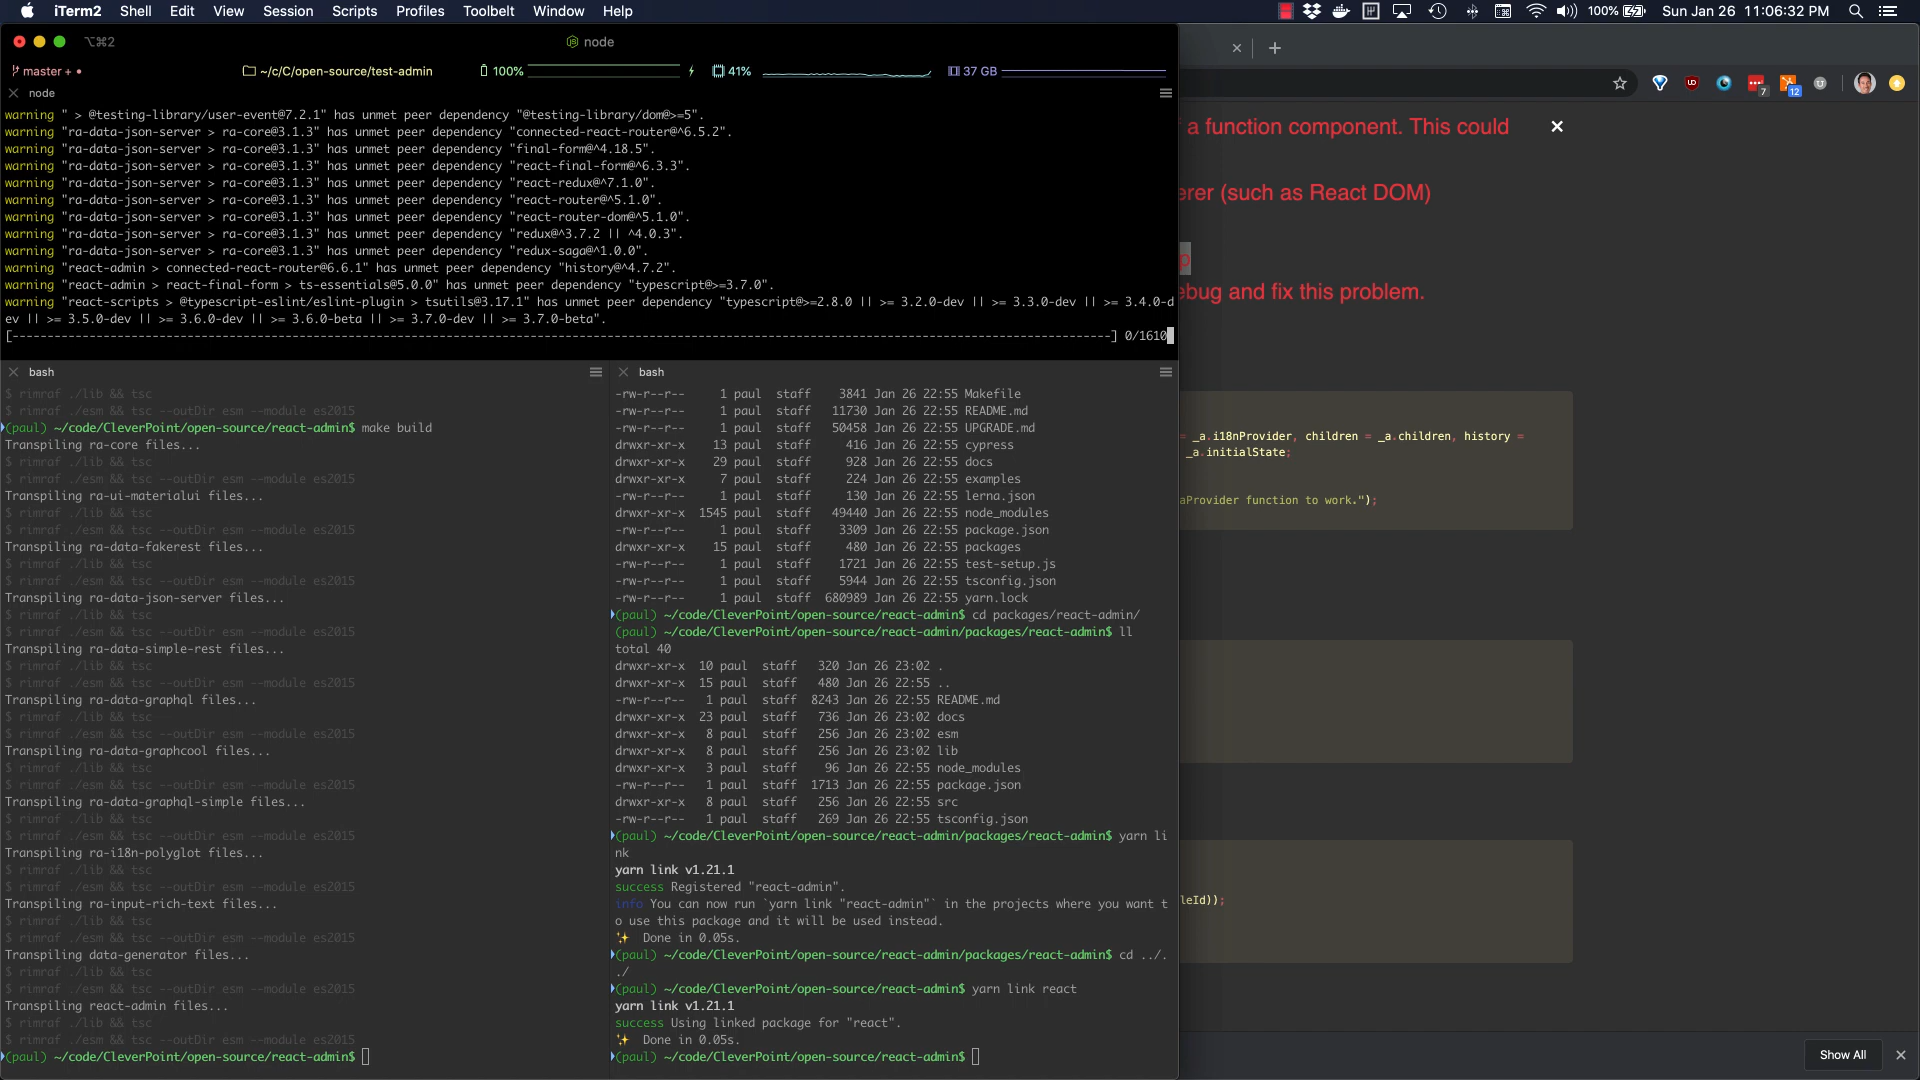 iTerm2 Shell Edit View Session Scripts Profiles Toolbelt Window Help 100% Sun Jan 26 11:06:32 PM
⌥⌘2 node
master + • ~/c/C/open-source/test-admin 100% 41% 37 GB
node
warning " > @testing-library/user-event@7.2.1" has unmet peer dependency "@testing-library/dom@>=5".
warning "ra-data-json-server > ra-core@3.1.3" has unmet peer dependency "connected-react-router@^6.5.2".
warning "ra-data-json-server > ra-core@3.1.3" has unmet peer dependency "final-form@^4.18.5".
warning "ra-data-json-server > ra-core@3.1.3" has unmet peer dependency "react-final-form@^6.3.3".
warning "ra-data-json-server > ra-core@3.1.3" has unmet peer dependency "react-redux@^7.1.0".
warning "ra-data-json-server > ra-core@3.1.3" has unmet peer dependency "react-router@^5.1.0".
warning "ra-data-json-server > ra-core@3.1.3" has unmet peer dependency "react-router-dom@^5.1.0".
warning "ra-data-json-server > ra-core@3.1.3" has unmet peer dependency "redux@^3.7.2 || ^4.0.3".
warning "ra-data-json-server > ra-core@3.1.3" has unmet peer dependency "redux-saga@^1.0.0".
warning "react-admin > connected-react-router@6.6.1" has unmet peer dependency "history@^4.7.2".
warning "react-admin > react-final-form > ts-essentials@5.0.0" has unmet peer dependency "typescript@>=3.7.0".
warning "react-scripts > @typescript-eslint/eslint-plugin > tsutils@3.17.1" has unmet peer dependency "typescript@>=2.8.0 || >= 3.2.0-dev || >= 3.3.0-dev || >= 3.4.0-d
ev || >= 3.5.0-dev || >= 3.6.0-dev || >= 3.6.0-beta || >= 3.7.0-dev || >= 3.7.0-beta".
0/1610
bash
$ rimraf ./lib && tsc
$ rimraf ./esm && tsc --outDir esm --module es2015
(paul) ~/code/CleverPoint/open-source/react-admin$ make build
Transpiling ra-core files...
$ rimraf ./lib && tsc
$ rimraf ./esm && tsc --outDir esm --module es2015
Transpiling ra-ui-materialui files...
$ rimraf ./lib && tsc
$ rimraf ./esm && tsc --outDir esm --module es2015
Transpiling ra-data-fakerest files...
$ rimraf ./lib && tsc
$ rimraf ./esm && tsc --outDir esm --module es2015
Transpiling ra-data-json-server files...
$ rimraf ./lib && tsc
$ rimraf ./esm && tsc --outDir esm --module es2015
Transpiling ra-data-simple-rest files...
$ rimraf ./lib && tsc
$ rimraf ./esm && tsc --outDir esm --module es2015
Transpiling ra-data-graphql files...
$ rimraf ./lib && tsc
$ rimraf ./esm && tsc --outDir esm --module es2015
Transpiling ra-data-graphcool files...
$ rimraf ./lib && tsc
$ rimraf ./esm && tsc --outDir esm --module es2015
Transpiling ra-data-graphql-simple files...
$ rimraf ./lib && tsc
$ rimraf ./esm && tsc --outDir esm --module es2015
Transpiling ra-i18n-polyglot files...
$ rimraf ./lib && tsc
$ rimraf ./esm && tsc --outDir esm --module es2015
Transpiling ra-input-rich-text files...
$ rimraf ./lib && tsc
$ rimraf ./esm && tsc --outDir esm --module es2015
Transpiling data-generator files...
$ rimraf ./lib && tsc
$ rimraf ./esm && tsc --outDir esm --module es2015
Transpiling react-admin files...
$ rimraf ./lib && tsc
$ rimraf ./esm && tsc --outDir esm --module es2015
(paul) ~/code/CleverPoint/open-source/react-admin$
bash
-rw-r--r-- 1 paul staff 3841 Jan 26 22:55 Makefile
-rw-r--r-- 1 paul staff 11730 Jan 26 22:55 README.md
-rw-r--r-- 1 paul staff 50458 Jan 26 22:55 UPGRADE.md
drwxr-xr-x 13 paul staff 416 Jan 26 22:55 cypress
drwxr-xr-x 29 paul staff 928 Jan 26 22:55 docs
drwxr-xr-x 7 paul staff 224 Jan 26 22:55 examples
-rw-r--r-- 1 paul staff 130 Jan 26 22:55 lerna.json
drwxr-xr-x 1545 paul staff 49440 Jan 26 22:55 node_modules
-rw-r--r-- 1 paul staff 3309 Jan 26 22:55 package.json
drwxr-xr-x 15 paul staff 480 Jan 26 22:55 packages
-rw-r--r-- 1 paul staff 1721 Jan 26 22:55 test-setup.js
-rw-r--r-- 1 paul staff 5944 Jan 26 22:55 tsconfig.json
-rw-r--r-- 1 paul staff 680989 Jan 26 22:55 yarn.lock
(paul) ~/code/CleverPoint/open-source/react-admin$ cd packages/react-admin/
(paul) ~/code/CleverPoint/open-source/react-admin/packages/react-admin$ ll
total 40
drwxr-xr-x 10 paul staff 320 Jan 26 23:02 .
drwxr-xr-x 15 paul staff 480 Jan 26 22:55 ..
-rw-r--r-- 1 paul staff 8243 Jan 26 22:55 README.md
drwxr-xr-x 23 paul staff 736 Jan 26 23:02 docs
drwxr-xr-x 8 paul staff 256 Jan 26 23:02 esm
drwxr-xr-x 8 paul staff 256 Jan 26 23:02 lib
drwxr-xr-x 3 paul staff 96 Jan 26 22:55 node_modules
-rw-r--r-- 1 paul staff 1713 Jan 26 22:55 package.json
drwxr-xr-x 8 paul staff 256 Jan 26 22:55 src
-rw-r--r-- 1 paul staff 269 Jan 26 22:55 tsconfig.json
(paul) ~/code/CleverPoint/open-source/react-admin/packages/react-admin$ yarn li
nk
yarn link v1.21.1
success Registered "react-admin".
info You can now run `yarn link "react-admin"` in the projects where you want t
o use this package and it will be used instead.
✨ Done in 0.05s.
(paul) ~/code/CleverPoint/open-source/react-admin/packages/react-admin$ cd ../.
./
(paul) ~/code/CleverPoint/open-source/react-admin$ yarn link react
yarn link v1.21.1
success Using linked package for "react".
✨ Done in 0.05s.
(paul) ~/code/CleverPoint/open-source/react-admin$
7 12
a function component. This could
erer (such as React DOM)
p
ebug and fix this problem.
= _a.i18nProvider, children = _a.children, history =
_a.initialState;
aProvider function to work.");
leId));
Show All